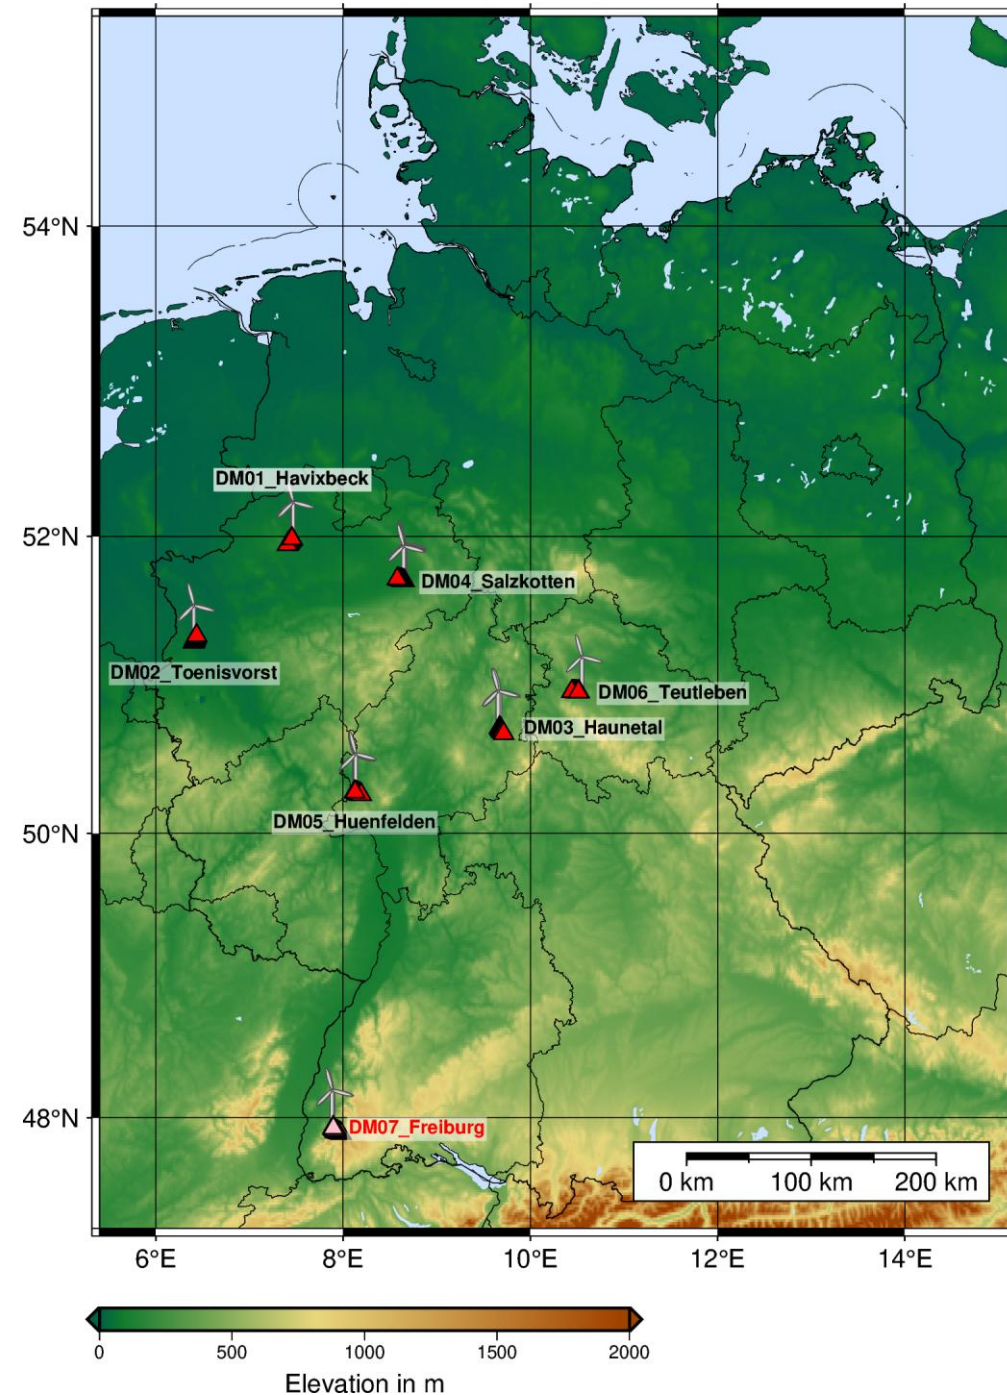 54°N
DM01_Havixbeck
52°N
DM04_Salzkotten
DM02_Toenisvorst
DM06_Teutleben
DM03_Haunetal
DM05_Huenfelden
50°N
48°N
DM07_Freiburg
0 km 100 km 200 km
6°E 8°E 10°E 12°E 14°E
0 500 1000 1500 2000
Elevation in m